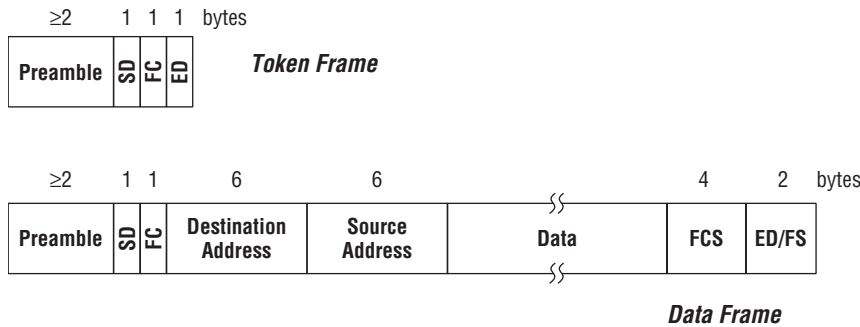 ≥2 1 1 1 bytes
Preamble SD FC ED Token Frame
≥2 1 1 6 6 4 2 bytes
Preamble SD FC Destination Address Source Address Data FCS ED/FS
Data Frame